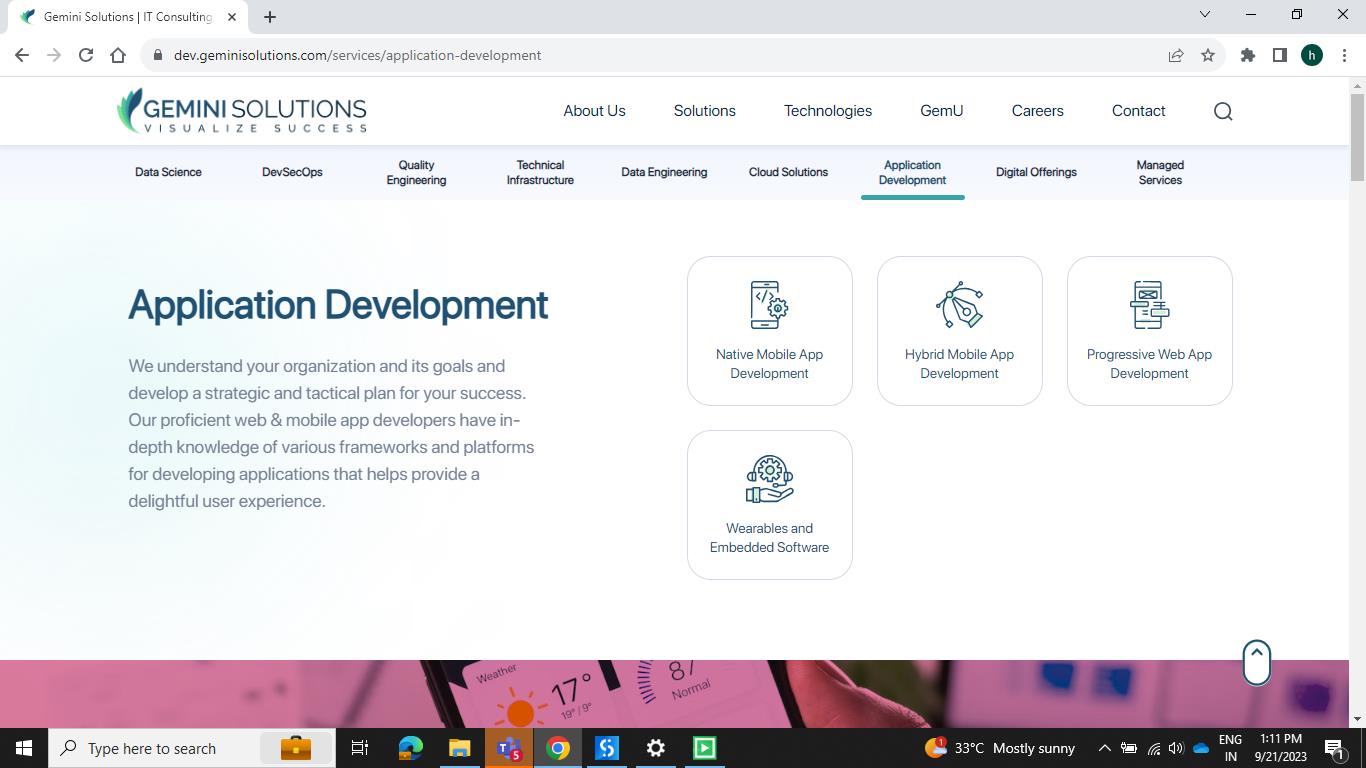 Gemini Solutions | IT Consulting
dev.geminisolutions.com/services/application-development
h
GEMINI SOLUTIONS
VISUALIZE SUCCESS
About Us
Solutions
Technologies
GemU
Careers
Contact
Data Science
DevSecOps
Quality
Engineering
Technical
Infrastructure
Data Engineering
Cloud Solutions
Application
Development
Digital Offerings
Managed
Services
Application Development
We understand your organization and its goals and
develop a strategic and tactical plan for your success.
Our proficient web & mobile app developers have in-
depth knowledge of various frameworks and platforms
for developing applications that helps provide a
delightful user experience.
Native Mobile App
Development
Hybrid Mobile App
Development
Progressive Web App
Development
Wearables and
Embedded Software
Weather
17°
19° / 9°
87
Normal
Type here to search
5
1
33°C Mostly sunny
ENG
IN
1:11 PM
9/21/2023
1